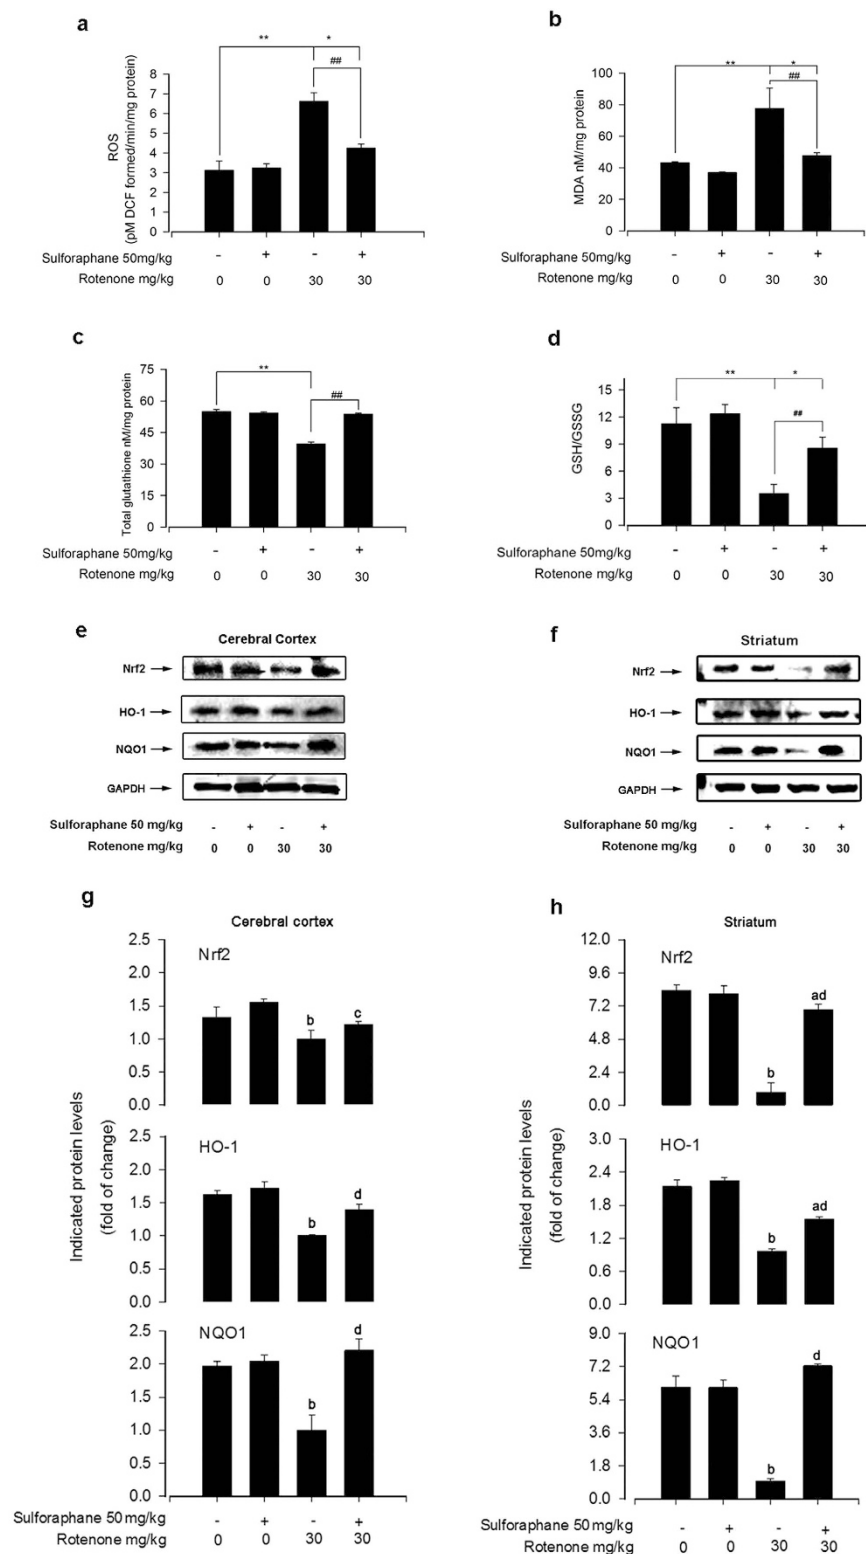 a
** *
##
8
7
6
5
4
3
2
1
0
ROS
(pM DCF formed/min/mg protein)
Sulforaphane 50mg/kg - + - +
Rotenone mg/kg 0 0 30 30
b
** *
##
100
80
60
40
20
0
MDA nM/mg protein
Sulforaphane 50mg/kg - + - +
Rotenone mg/kg 0 0 30 30
c
**
##
75
60
45
30
15
0
Total glutathione nM/mg protein
Sulforaphane 50mg/kg - + - +
Rotenone mg/kg 0 0 30 30
d
** *
##
15
12
9
6
3
0
GSH/GSSG
Sulforaphane 50mg/kg - + - +
Rotenone mg/kg 0 0 30 30
e
Cerebral Cortex
Nrf2
HO-1
NQO1
GAPDH
Sulforaphane 50 mg/kg - + - +
Rotenone mg/kg 0 0 30 30
f
Striatum
Nrf2
HO-1
NQO1
GAPDH
Sulforaphane 50 mg/kg - + - +
Rotenone mg/kg 0 0 30 30
g
Cerebral cortex
Indicated protein levels
(fold of change)
Nrf2
2.5
2.0
1.5
1.0
0.5
0.0
b c
HO-1
2.5
2.0
1.5
1.0
0.5
0.0
b d
NQO1
2.5
2.0
1.5
1.0
0.5
0.0
b d
Sulforaphane 50 mg/kg - + - +
Rotenone mg/kg 0 0 30 30
h
Striatum
Indicated protein levels
(fold of change)
Nrf2
12.0
9.6
7.2
4.8
2.4
0.0
b ad
HO-1
3.0
2.4
1.8
1.2
0.6
0.0
b ad
NQO1
9.0
7.2
5.4
3.6
1.8
0.0
b d
Sulforaphane 50 mg/kg - + - +
Rotenone mg/kg 0 0 30 30